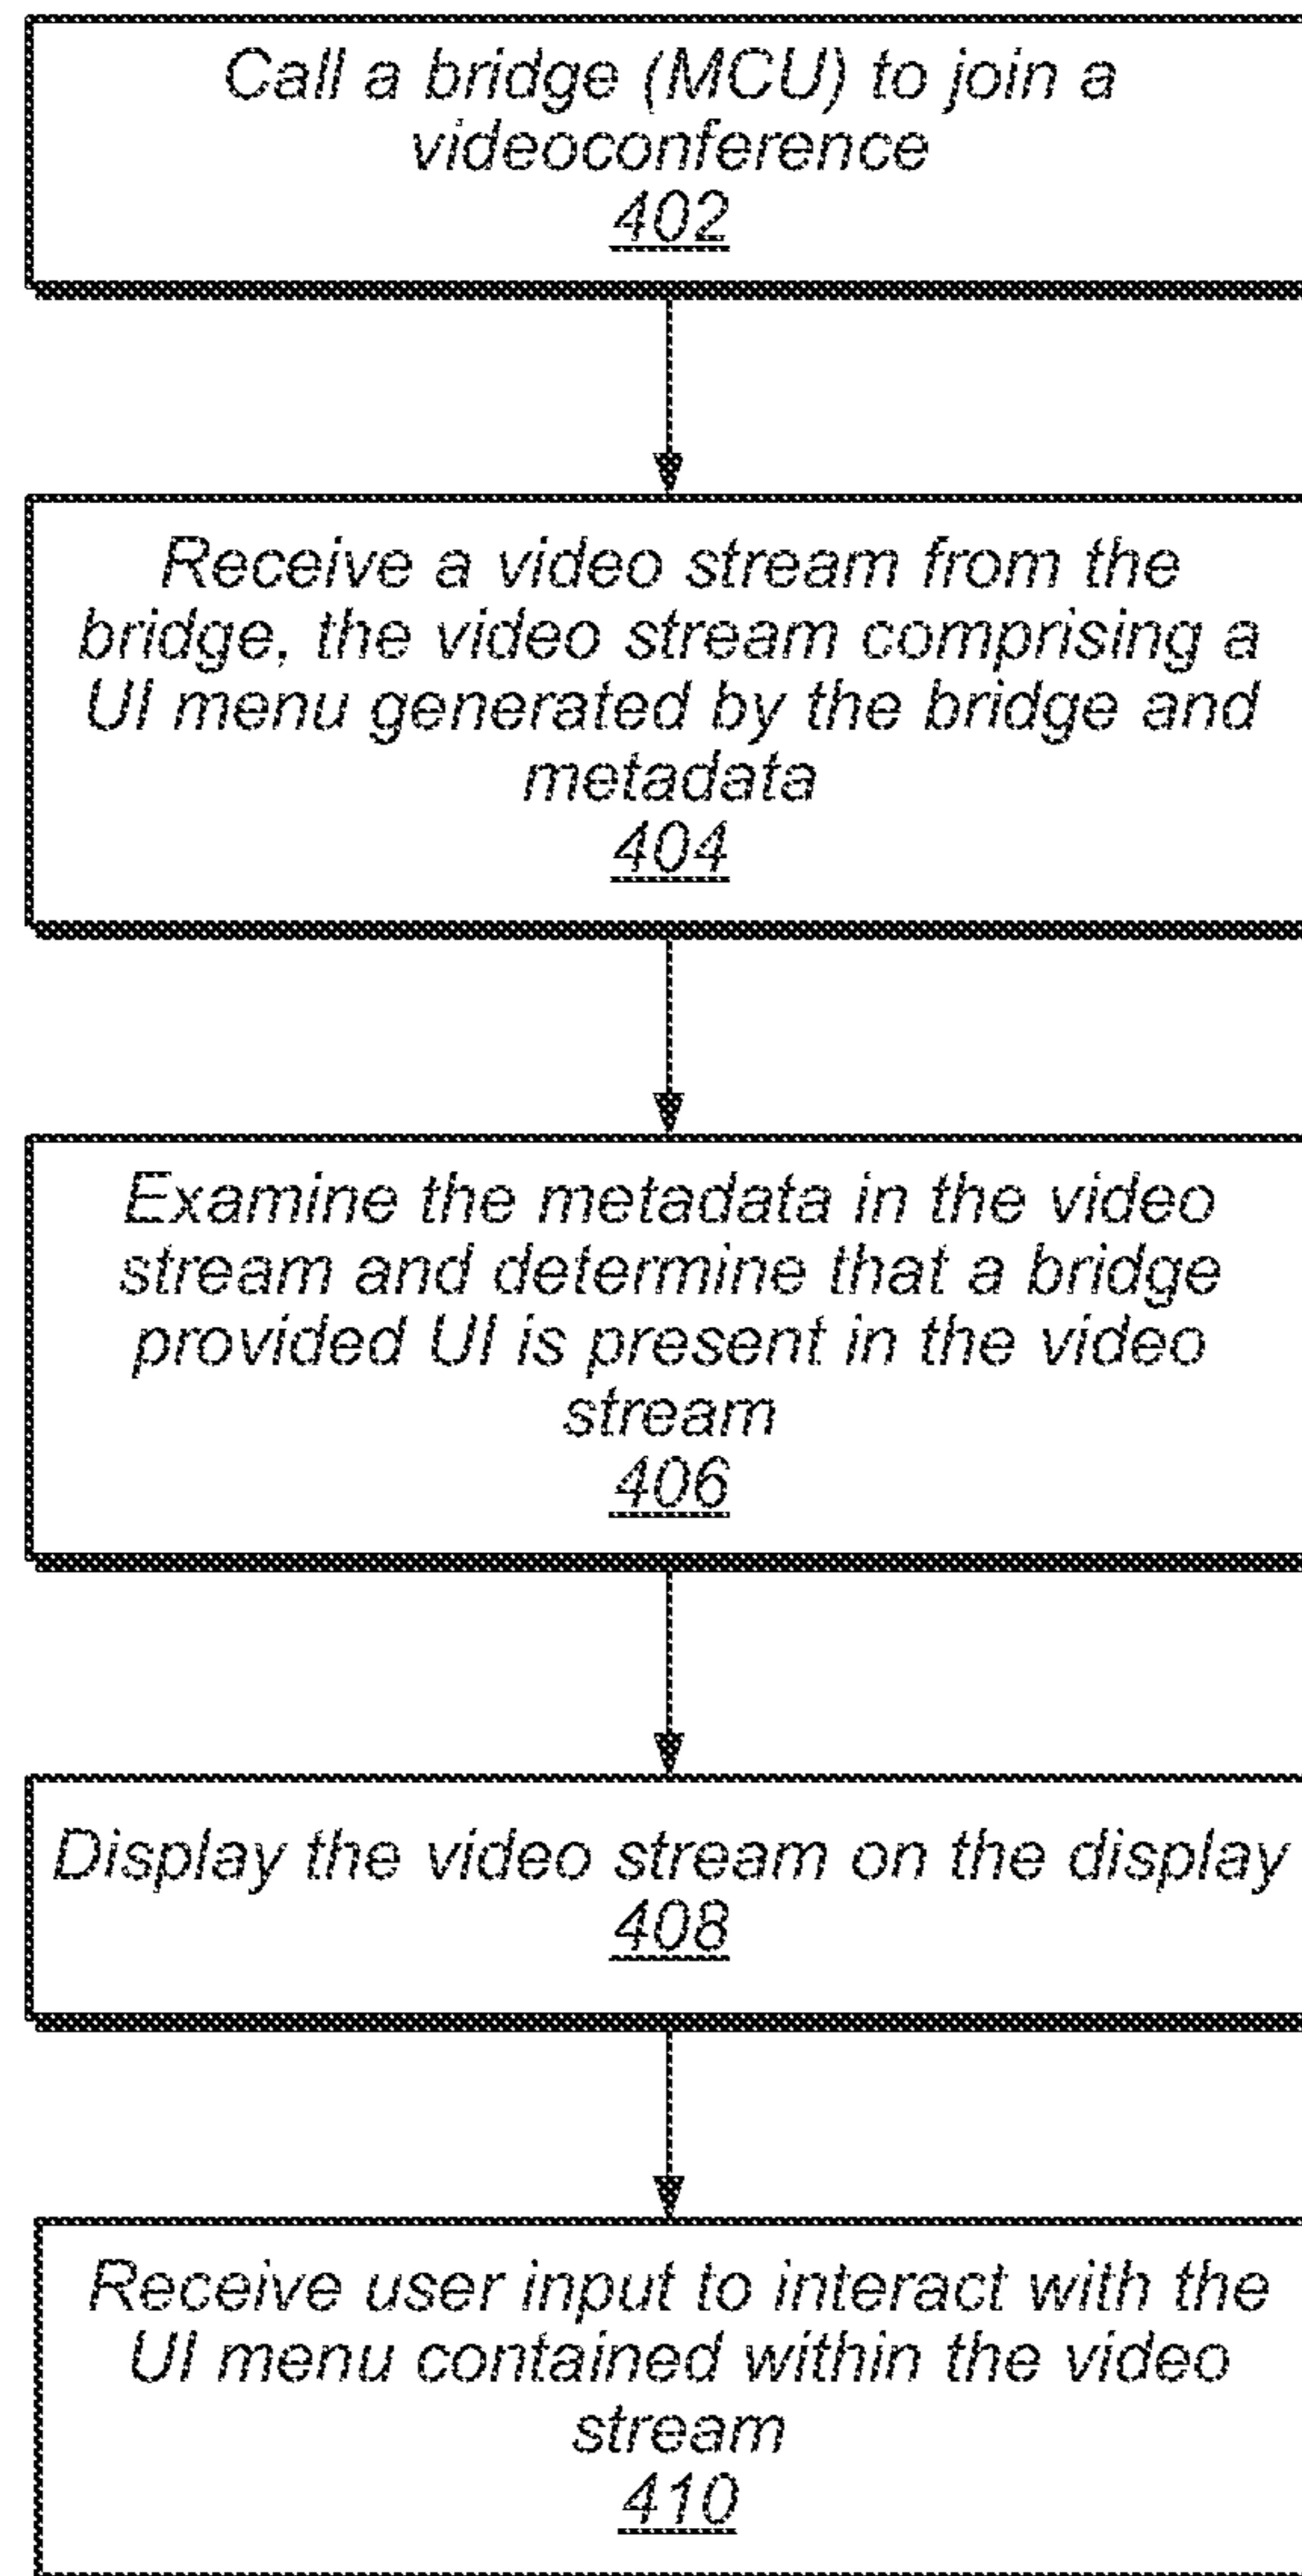 Call a bridge (MCU) to join a
videoconference
402
Receive a video stream from the
bridge, the video stream comprising a
UI menu generated by the bridge and
metadata
404
Examine the metadata in the video
stream and determine that a bridge
provided UI is present in the video
stream
406
Display the video stream on the display
408
Receive user input to interact with the
UI menu contained within the video
stream
410